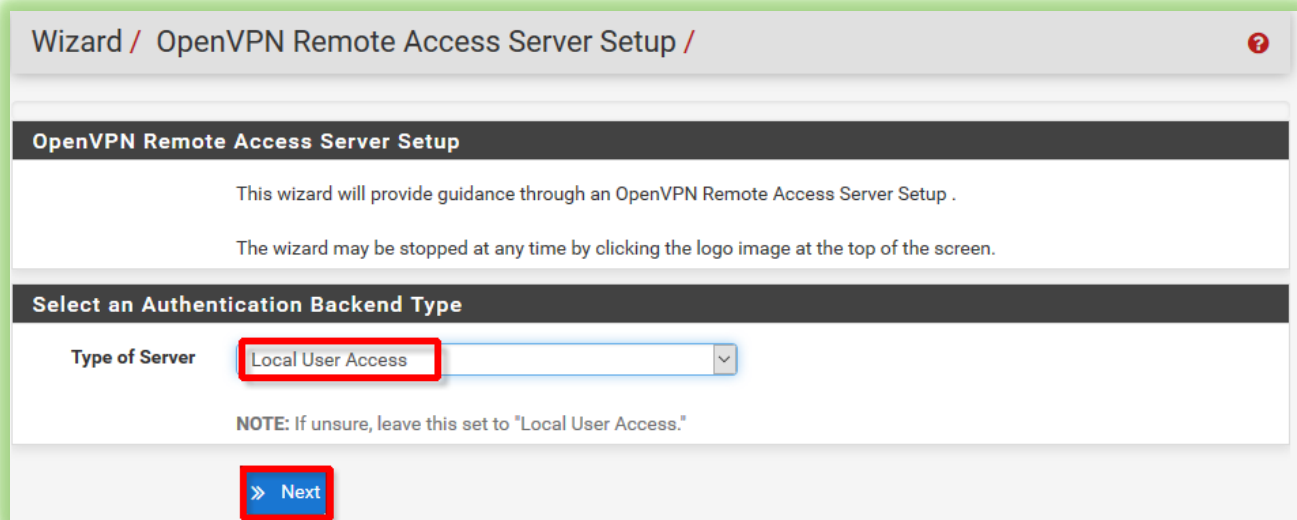 Wizard / OpenVPN Remote Access Server Setup /
OpenVPN Remote Access Server Setup
This wizard will provide guidance through an OpenVPN Remote Access Server Setup .
The wizard may be stopped at any time by clicking the logo image at the top of the screen.
Select an Authentication Backend Type
Type of Server Local User Access
NOTE: If unsure, leave this set to "Local User Access."
» Next